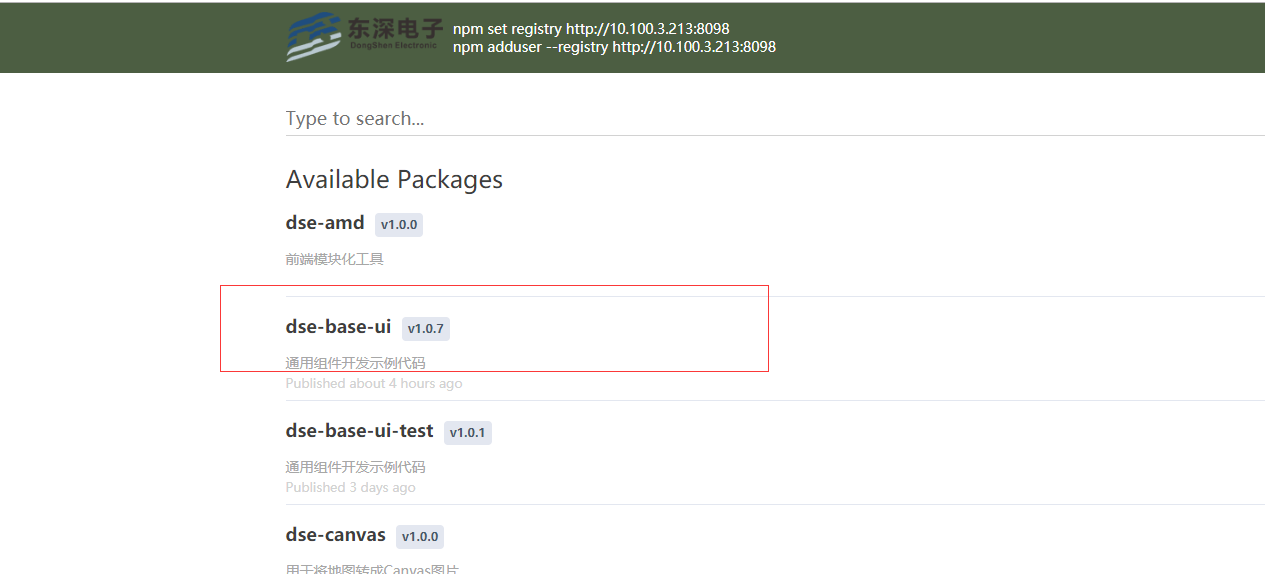 东深电子
DongShen Electronic
npm set registry http://10.100.3.213:8098
npm adduser --registry http://10.100.3.213:8098
Type to search...
Available Packages
dse-amd v1.0.0
前端模块化工具
dse-base-ui v1.0.7
通用组件开发示例代码
Published about 4 hours ago
dse-base-ui-test v1.0.1
通用组件开发示例代码
Published 3 days ago
dse-canvas v1.0.0
用于将地图转成Canvas图片